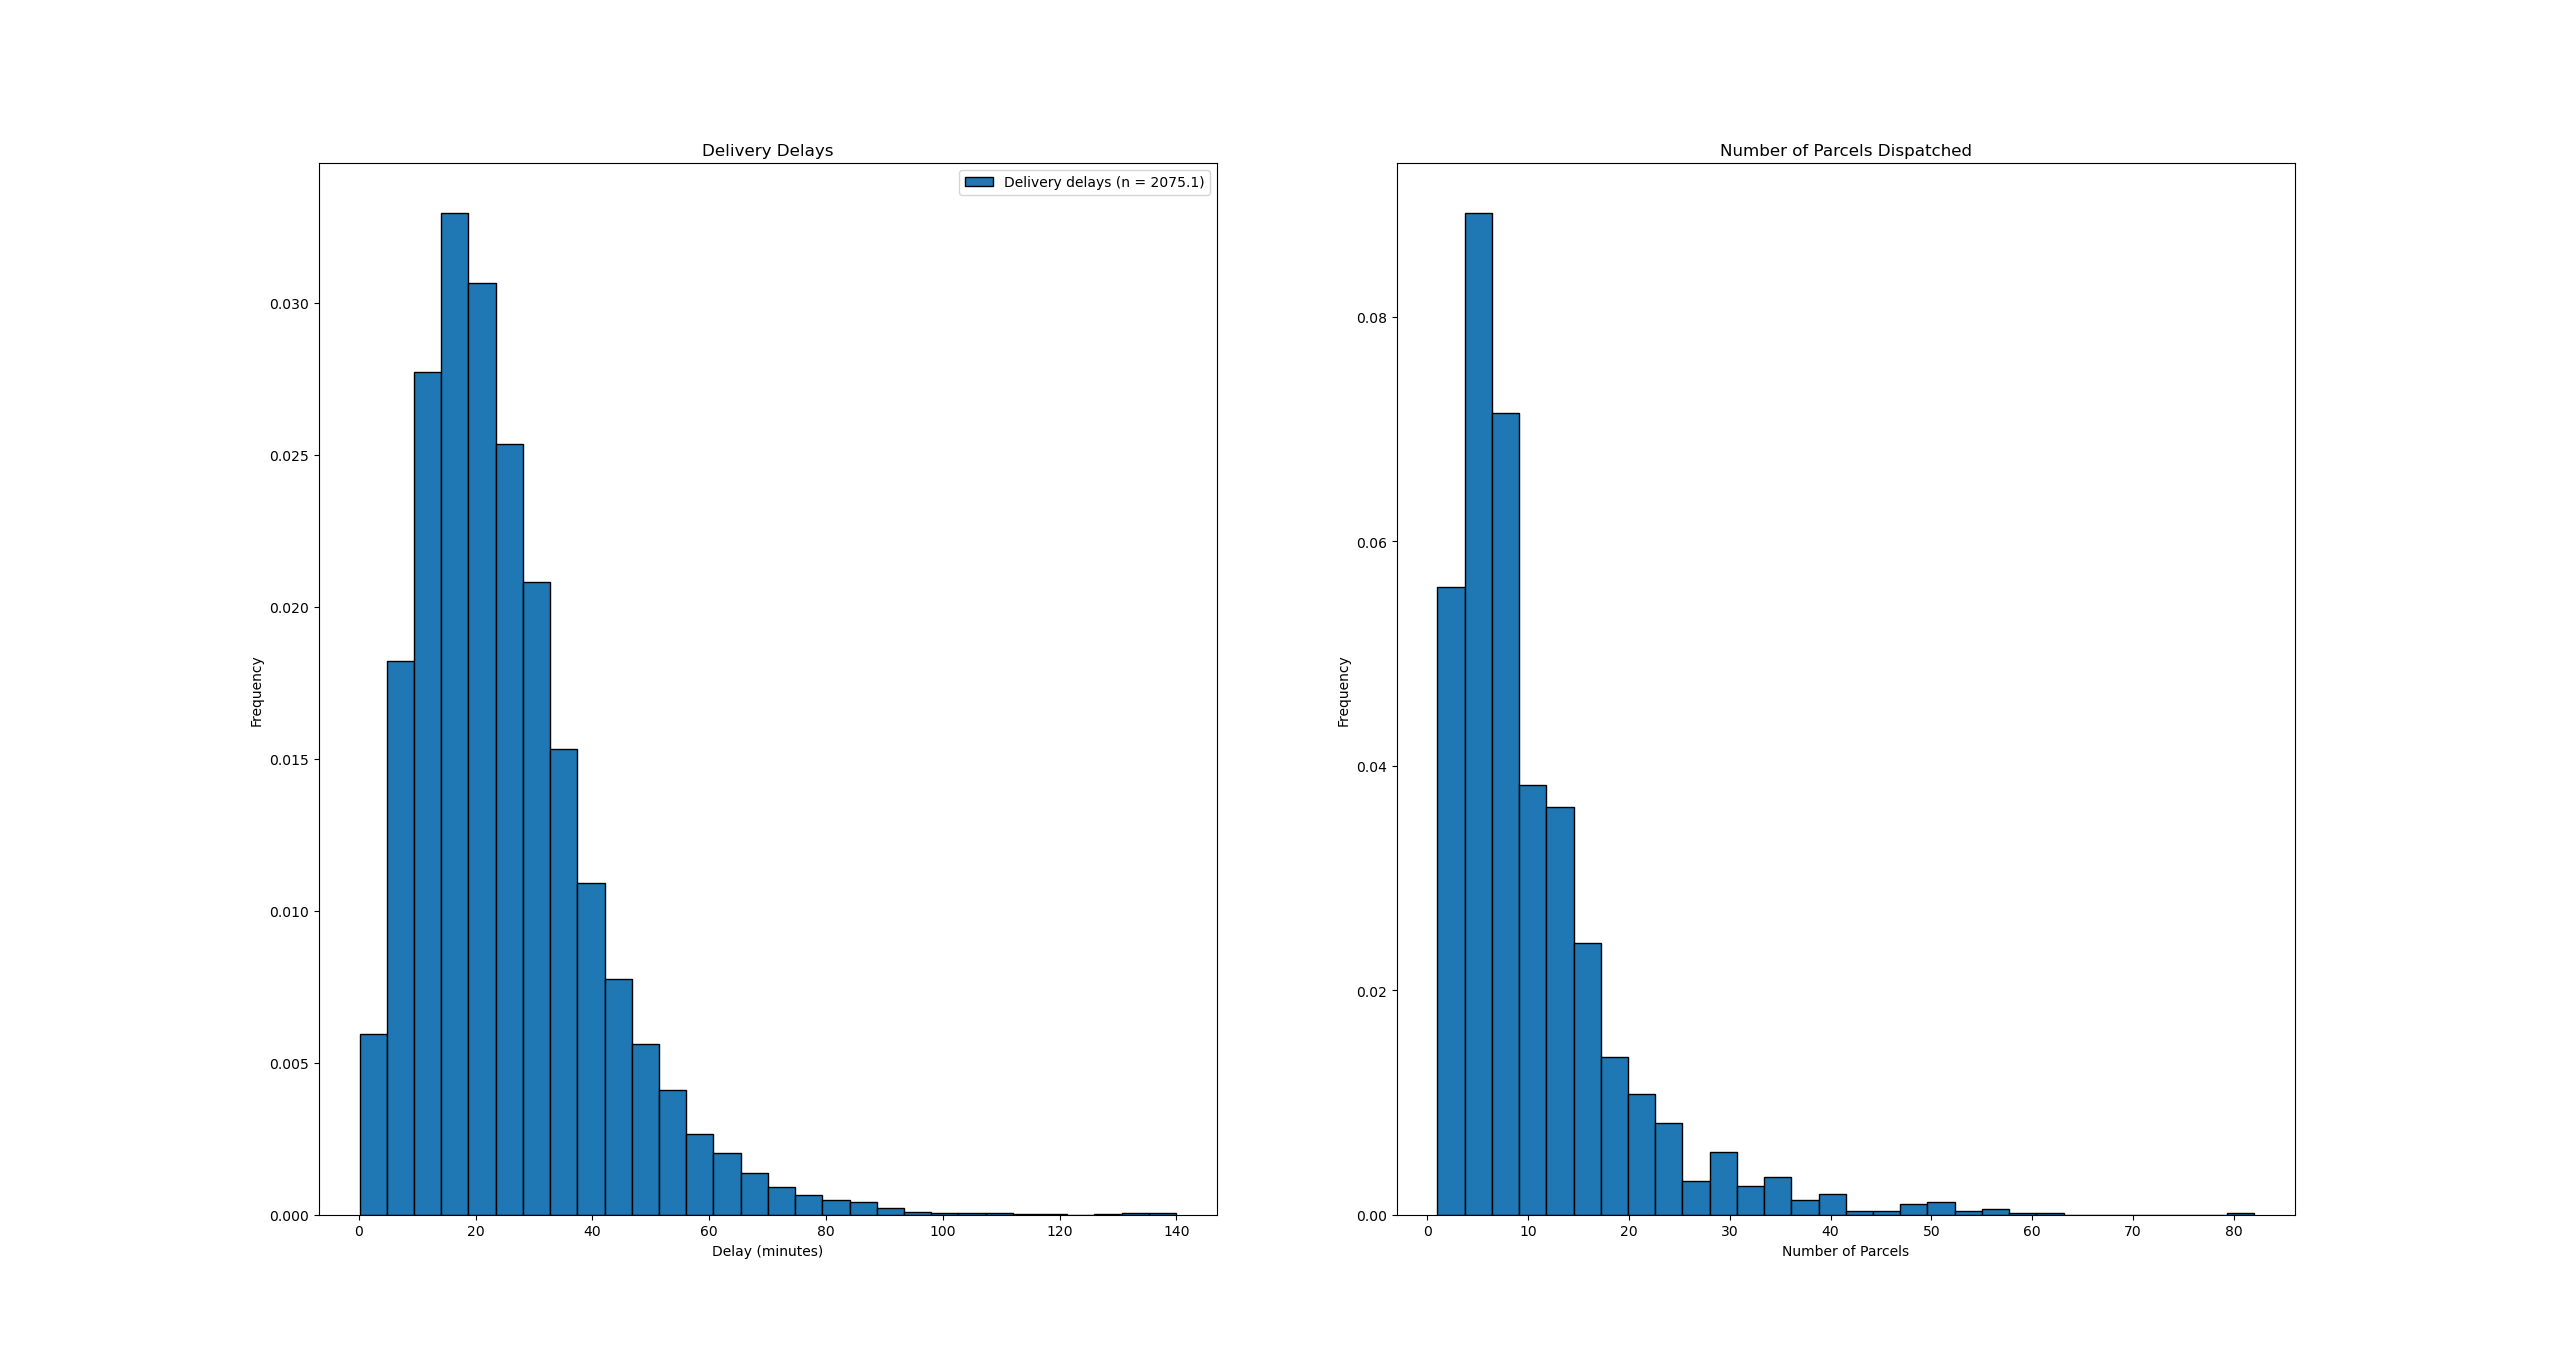 Delivery Delays
Delivery delays (n = 2075.1)
Frequency
0.030
0.025
0.020
0.015
0.010
0.005
0.000
0 20 40 60 80 100 120 140
Delay (minutes)
Number of Parcels Dispatched
Frequency
0.08
0.06
0.04
0.02
0.00
0 10 20 30 40 50 60 70 80
Number of Parcels